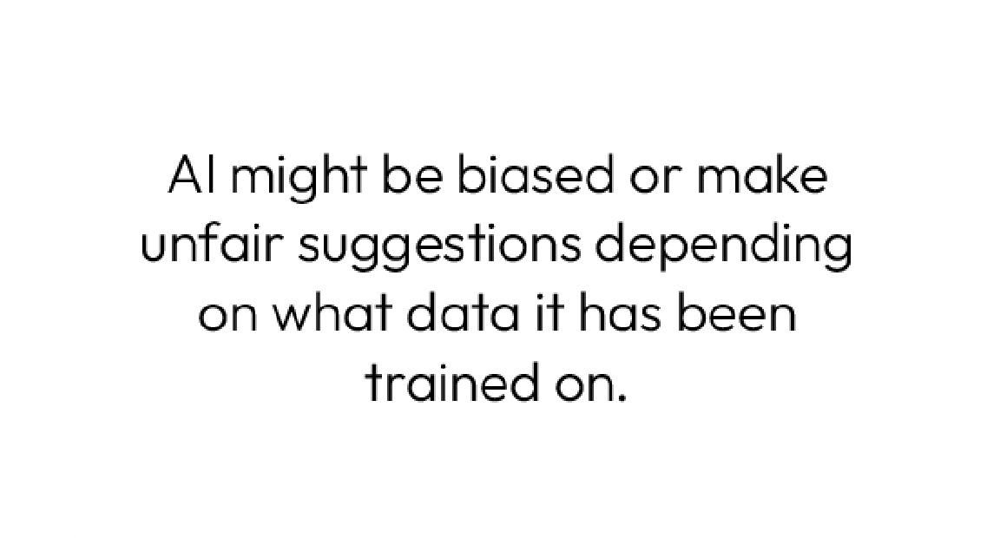 AI might be biased or make
unfair suggestions depending
on what data it has been
trained on.